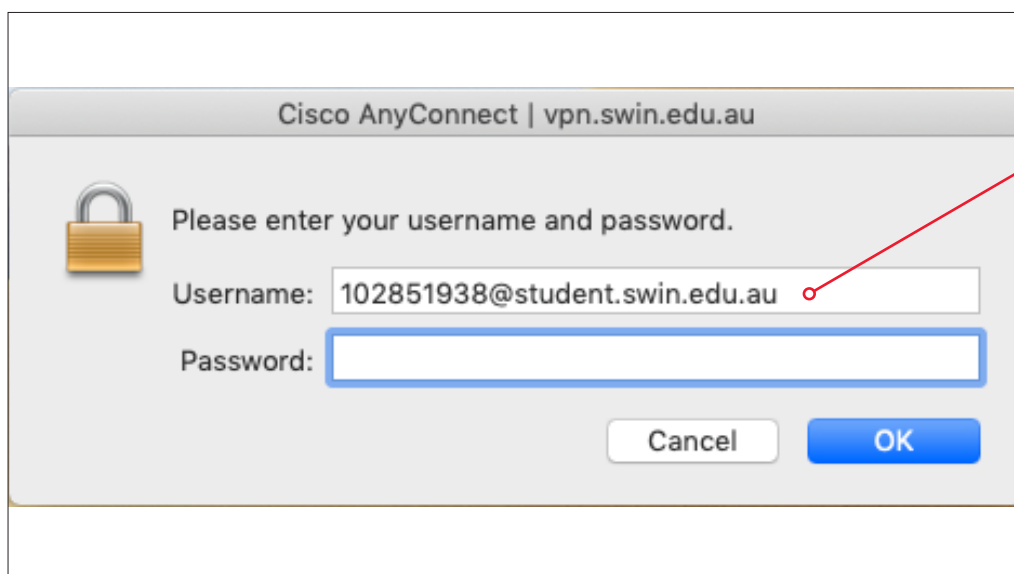 Cisco AnyConnect | vpn.swin.edu.au
Please enter your username and password.
Username: 102851938@student.swin.edu.au
Password:
Cancel OK